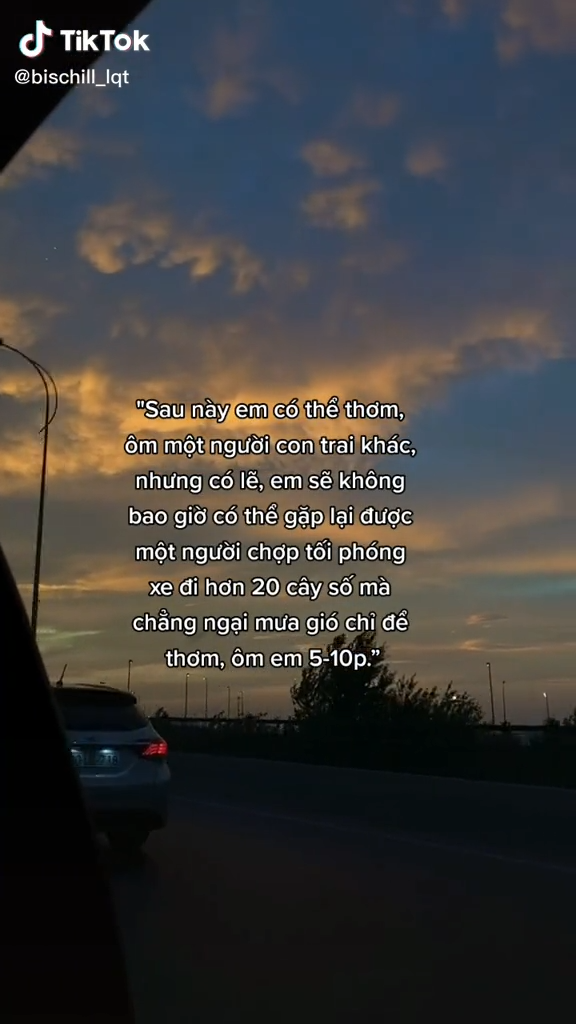 TikTok
@bischill_lqt
"Sau này em có thể thơm,
ôm một người con trai khác,
nhưng có lẽ, em sẽ không
bao giờ có thể gặp lại được
một người chợp tối phóng
xe đi hơn 20 cây số mà
chẳng ngại mưa gió chỉ để
thơm, ôm em 5-10p.”